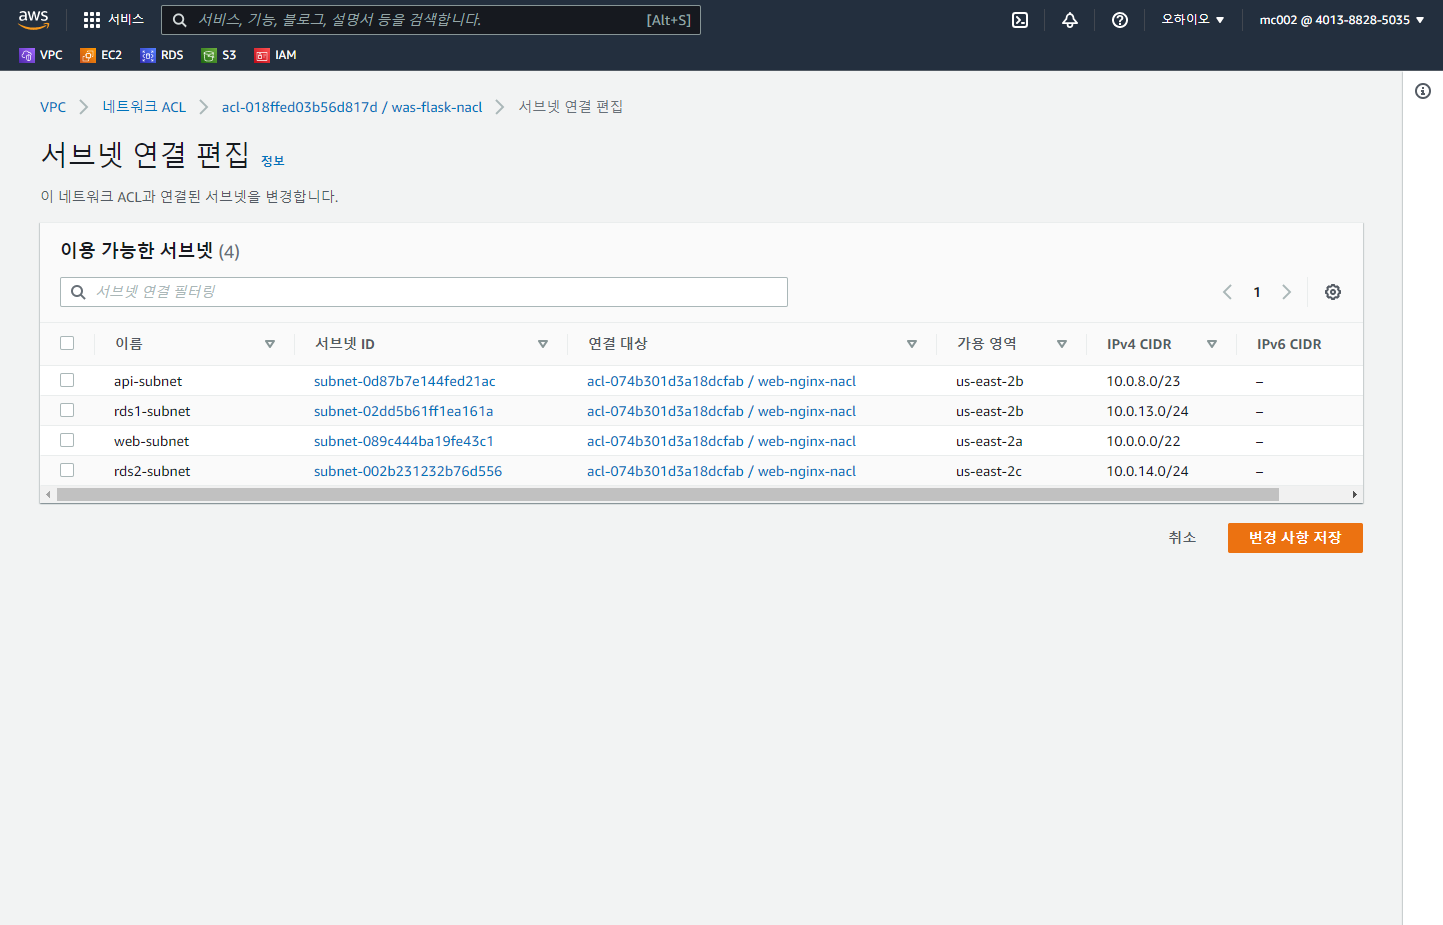 aws 서비스 서비스, 기능, 블로그, 설명서 등을 검색합니다. [Alt+S] 오하이오 ▼ mc002 @ 4013-8828-5035 ▼
VPC EC2 RDS S3 IAM
VPC > 네트워크 ACL > acl-018ffed03b56d817d / was-flask-nacl > 서브넷 연결 편집
서브넷 연결 편집 정보
이 네트워크 ACL과 연결된 서브넷을 변경합니다.
이용 가능한 서브넷 (4)
서브넷 연결 필터링 1
이름 서브넷 ID 연결 대상 가용 영역 IPv4 CIDR IPv6 CIDR
api-subnet subnet-0d87b7e144fed21ac acl-074b301d3a18dcfab / web-nginx-nacl us-east-2b 10.0.8.0/23 –
rds1-subnet subnet-02dd5b61ff1ea161a acl-074b301d3a18dcfab / web-nginx-nacl us-east-2b 10.0.13.0/24 –
web-subnet subnet-089c444ba19fe43c1 acl-074b301d3a18dcfab / web-nginx-nacl us-east-2a 10.0.0.0/22 –
rds2-subnet subnet-002b231232b76d556 acl-074b301d3a18dcfab / web-nginx-nacl us-east-2c 10.0.14.0/24 –
취소 변경 사항 저장